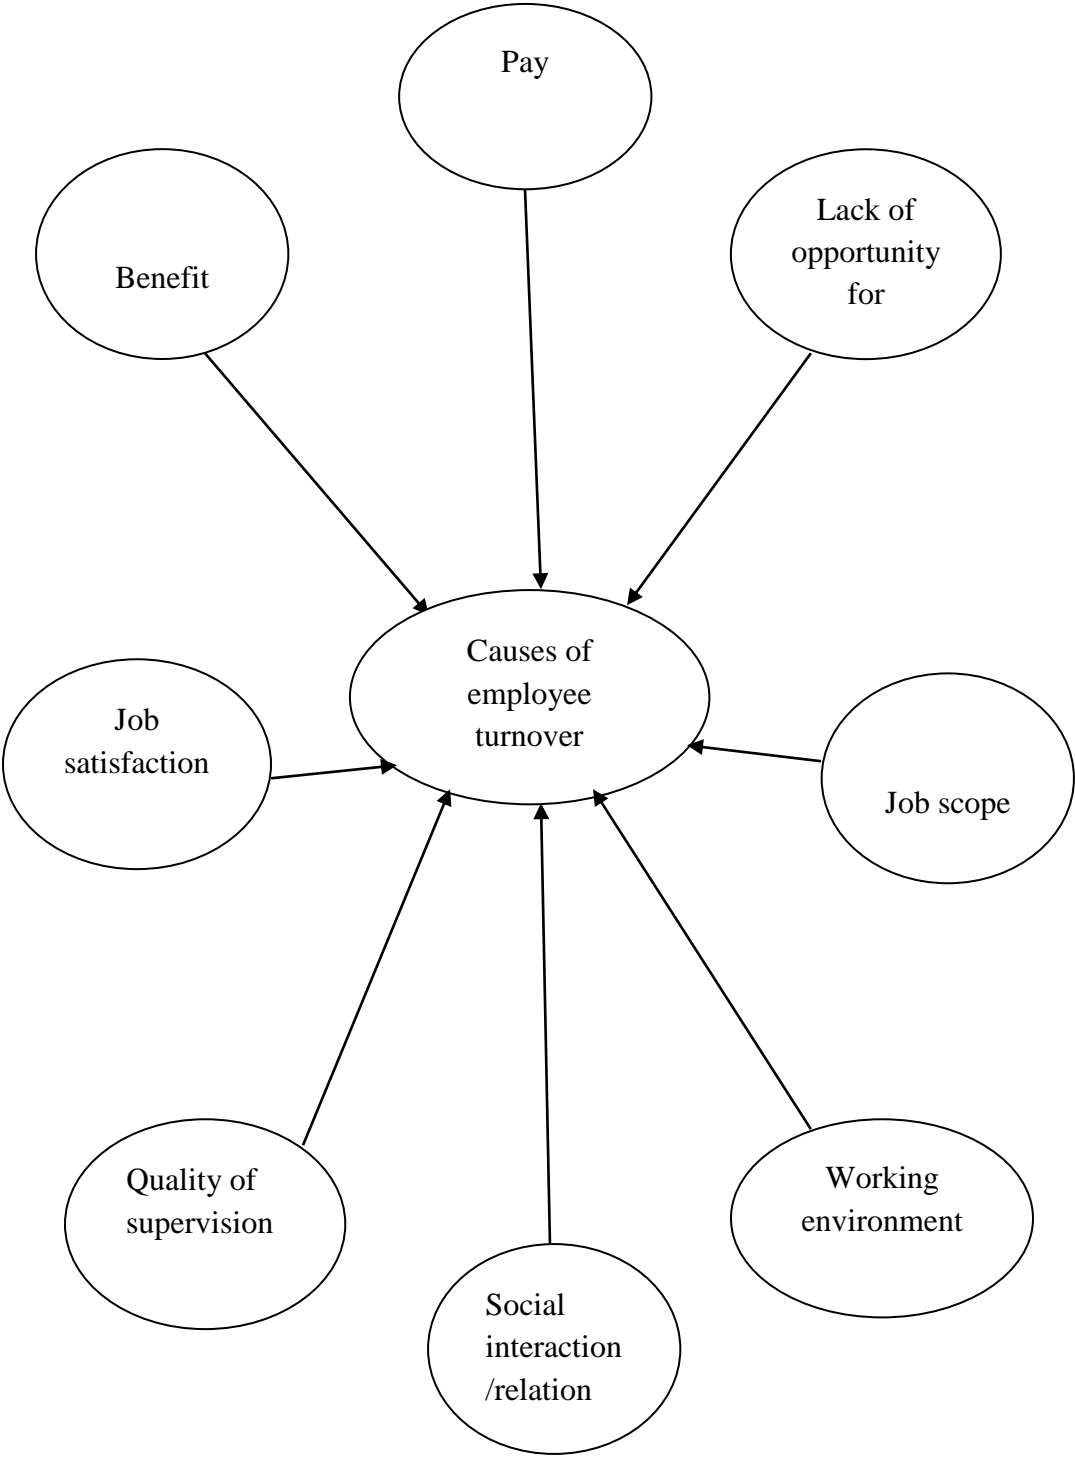 Pay
Benefit
Lack of
opportunity
for
Causes of
employee
turnover
Job
satisfaction
Job scope
Quality of
supervision
Working
environment
Social
interaction
/relation